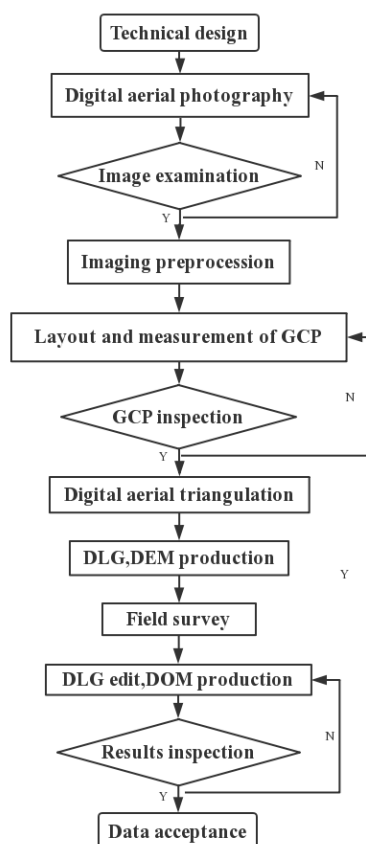 Technical design
Digital aerial photography
Image examination
N
Y
Imaging preprocession
Layout and measurement of GCP
N
GCP inspection
Y
Digital aerial triangulation
DLG,DEM production
Y
Field survey
DLG edit,DOM production
N
Results inspection
Y
Data acceptance